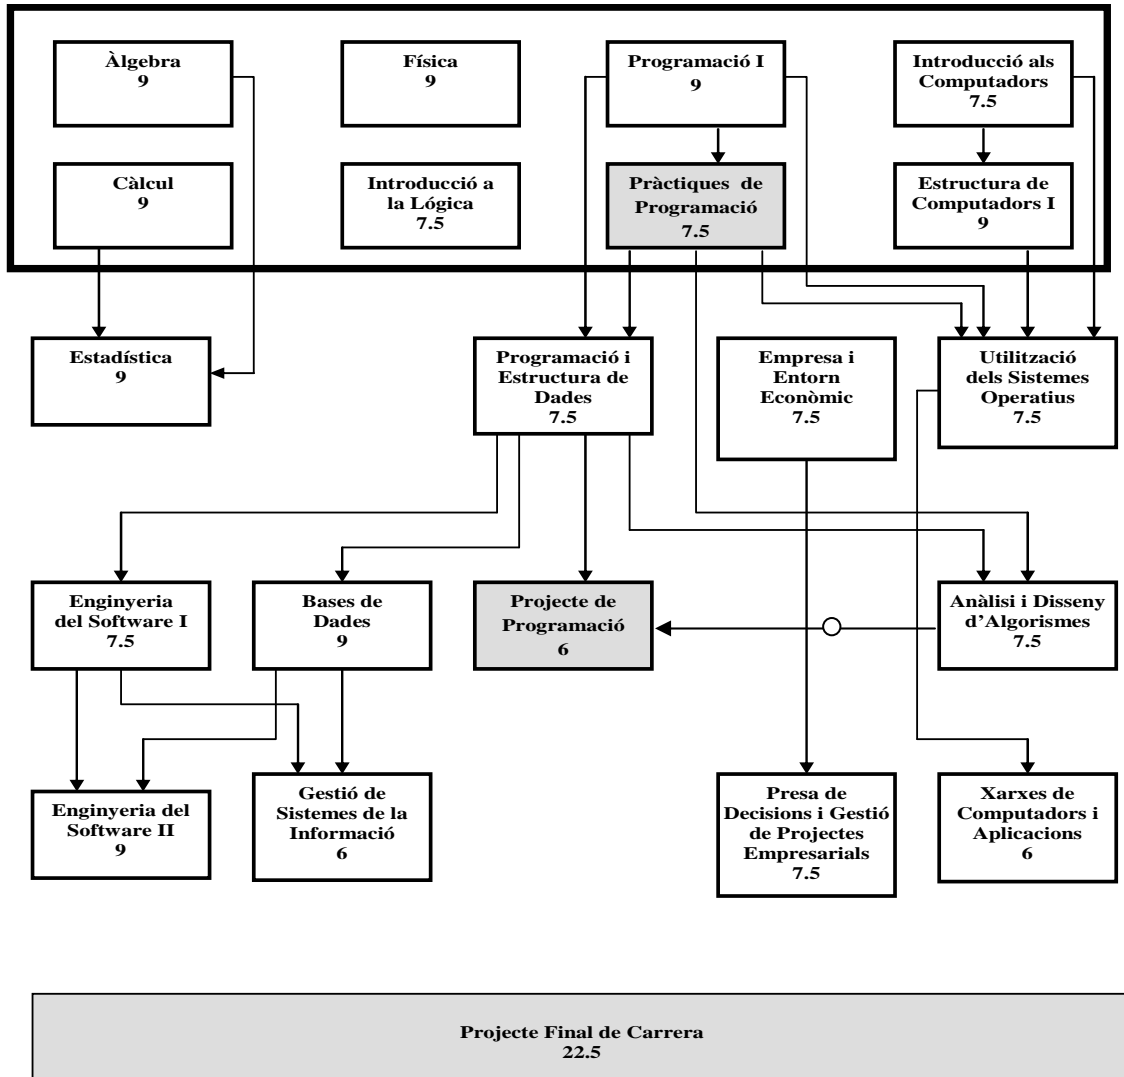 Àlgebra
9
Física
9
Programació I
9
Introducció als
Computadors
7.5
Càlcul
9
Introducció a
la Lógica
7.5
Pràctiques de
Programació
7.5
Estructura de
Computadors I
9
Estadística
9
Programació i
Estructura de
Dades
7.5
Empresa i
Entorn
Econòmic
7.5
Utilització
dels Sistemes
Operatius
7.5
Enginyeria
del Software I
7.5
Bases de
Dades
9
Projecte de
Programació
6
Anàlisi i Disseny
d'Algorismes
7.5
Enginyeria del
Software II
9
Gestió de
Sistemes de la
Informació
6
Presa de
Decisions i Gestió
de Projectes
Empresarials
7.5
Xarxes de
Computadors i
Aplicacions
6
Projecte Final de Carrera
22.5